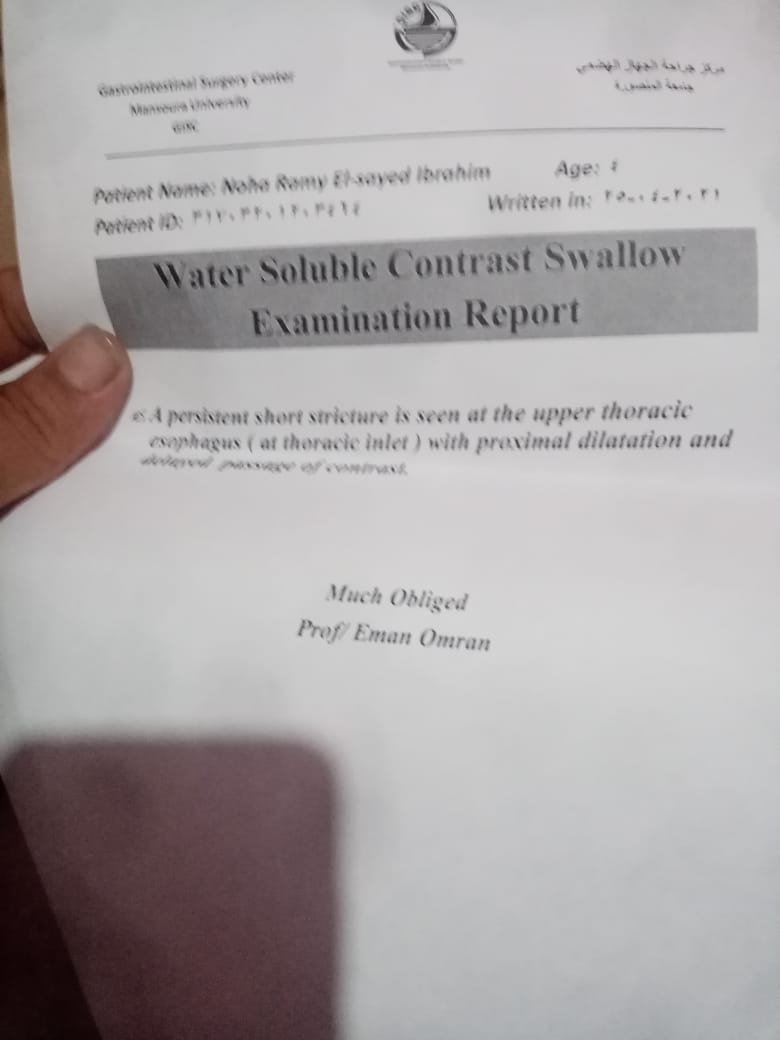 Gastrointestinal Surgery Center
Mansoura University
GISC
مركز جراحة الجهاز الهضمي
جامعة المنصورة
Patient Name: Noha Ramy El-sayed Ibrahim
Age: ٤
Patient ID:
Written in:
Water Soluble Contrast Swallow
Examination Report
A persistent short stricture is seen at the upper thoracic
esophagus ( at thoracic inlet ) with proximal dilatation and
delayed passage of contrast.
Much Obliged
Prof/ Eman Omran